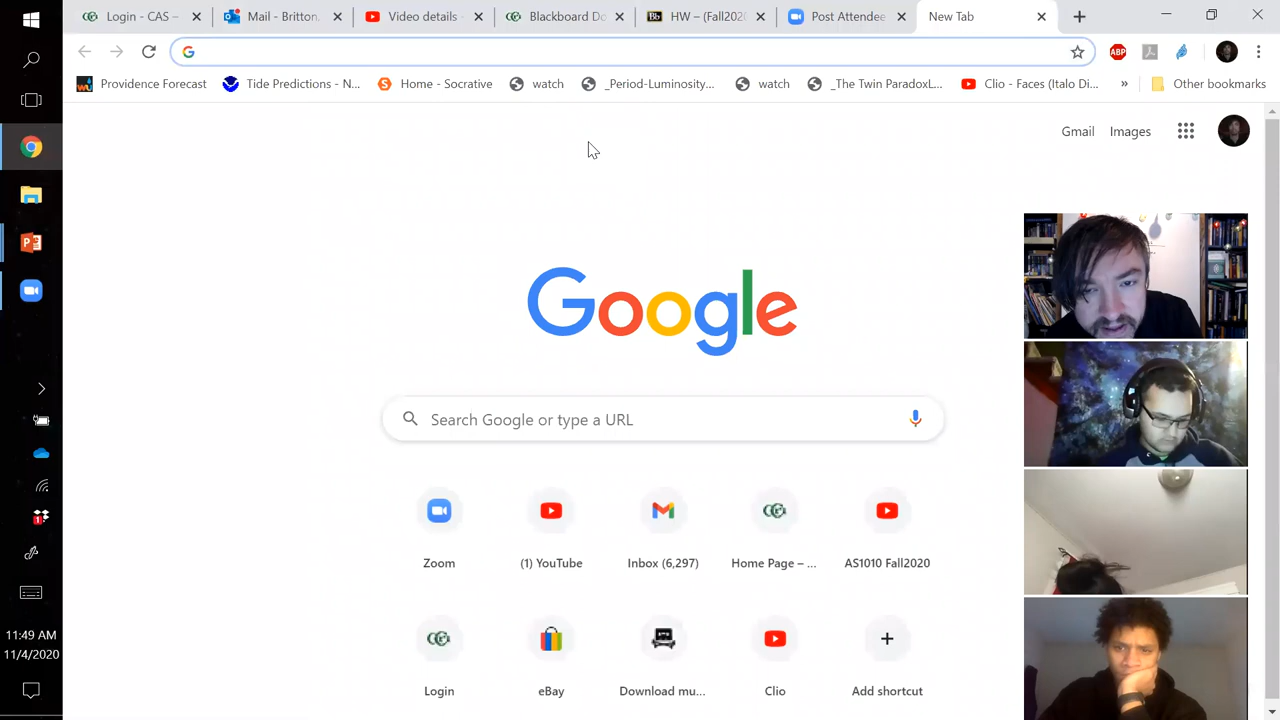 Login - CAS –
Mail - Britton,
Video details
Blackboard Do
HW – (Fall2020
Post Attendee
New Tab
ABP
Providence Forecast
Tide Predictions - N...
Home - Socrative
watch
_Period-Luminosity...
watch
_The Twin ParadoxL...
Clio - Faces (Italo Di...
»
Other bookmarks
Gmail
Images
Google
Search Google or type a URL
Zoom
(1) YouTube
Inbox (6,297)
Home Page – ...
AS1010 Fall2020
Login
eBay
Download mu...
Clio
Add shortcut
11:49 AM
11/4/2020